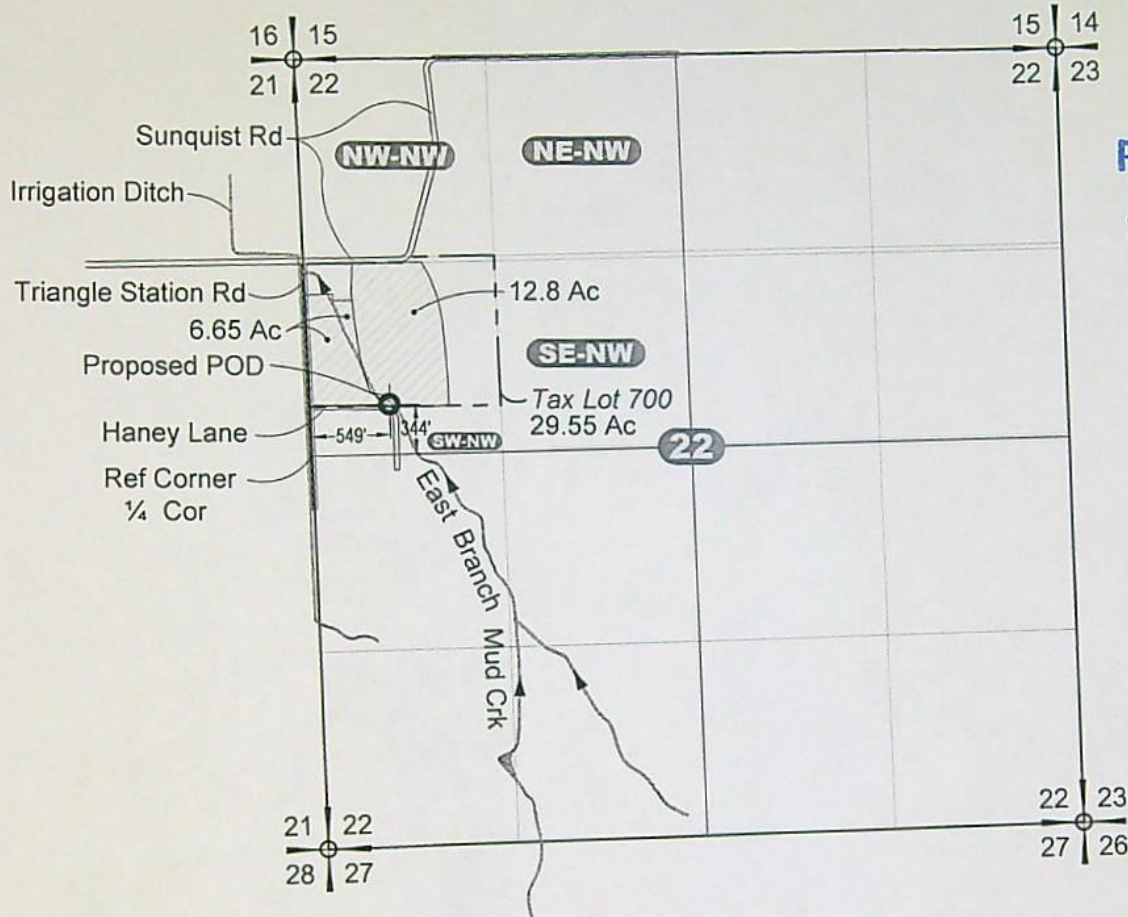 16 15
21 22
15 14
22 23
Sunquist Rd
NW-NW
NE-NW
Irrigation Ditch
Triangle Station Rd
12.8 Ac
6.65 Ac
SE-NW
Proposed POD
Tax Lot 700
29.55 Ac
Haney Lane
549'
344'
SW-NW
22
Ref Corner
¼ Cor
East Branch Mud Crk
21 22
28 27
22 23
27 26